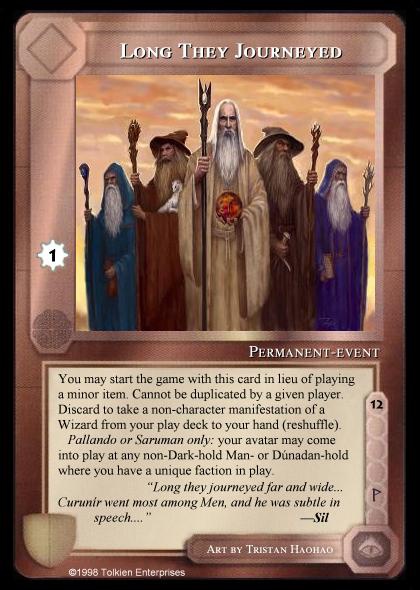 LONG THEY JOURNEYED
1
PERMANENT-EVENT
You may start the game with this card in lieu of playing
a minor item. Cannot be duplicated by a given player.
Discard to take a non-character manifestation of a
Wizard from your play deck to your hand (reshuffle).
Pallando or Saruman only: your avatar may come
into play at any non-Dark-hold Man- or Dúnadan-hold
where you have a unique faction in play.
“Long they journeyed far and wide...
Curunír went most among Men, and he was subtle in
speech....” —Sil
12
ᚹ
ART BY TRISTAN HAOHAO
©1998 Tolkien Enterprises